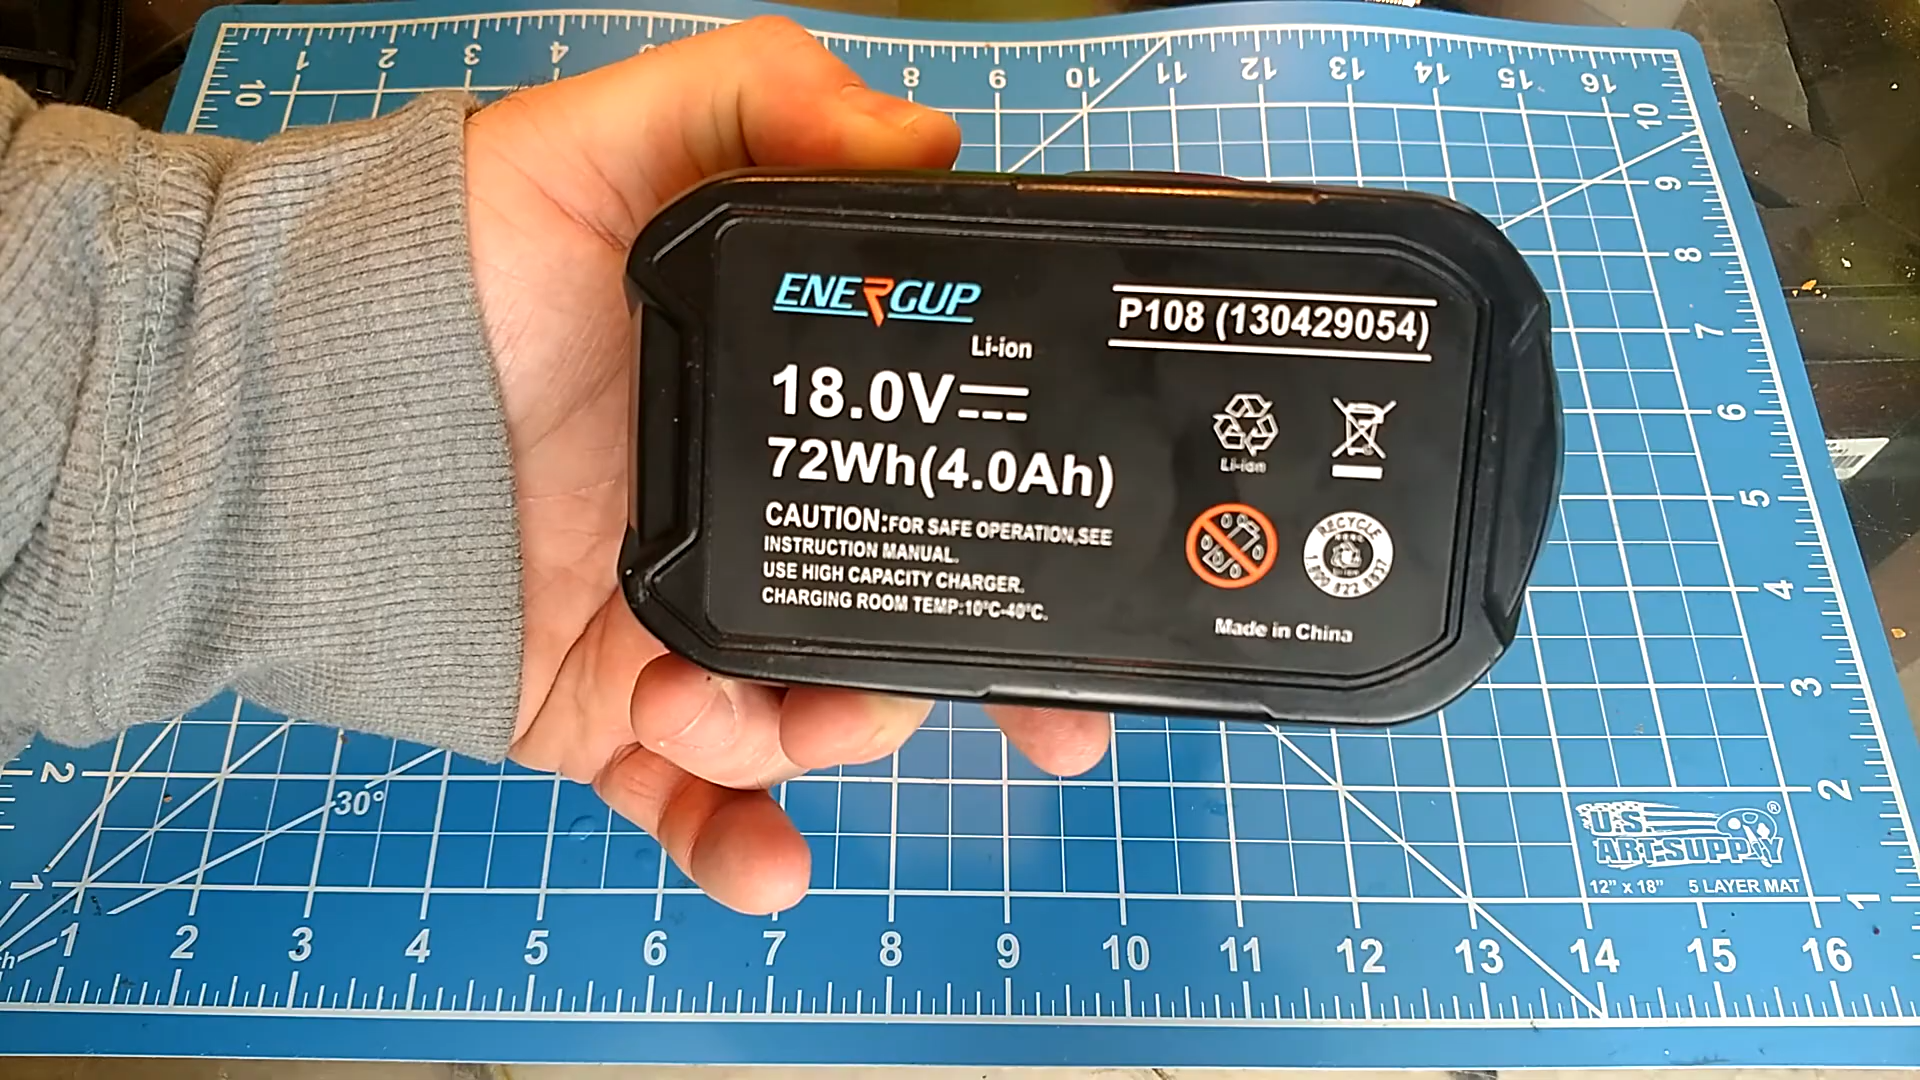 1 2 3 4 8 9 10 11 12 13 14 15 16
10
10
9
8
7
6
5
4
3
2
1
ENERGUP
Li-ion
18.0V
72Wh(4.0Ah)
CAUTION:FOR SAFE OPERATION,SEE
INSTRUCTION MANUAL.
USE HIGH CAPACITY CHARGER.
CHARGING ROOM TEMP:10°C-40°C.
P108 (130429054)
Li-ion
RECYCLE
Made in China
2
30°
1
U.S.
ART SUPPLY®
12" x 18" 5 LAYER MAT
1 2 3 4 5 6 7 8 9 10 11 12 13 14 15 16